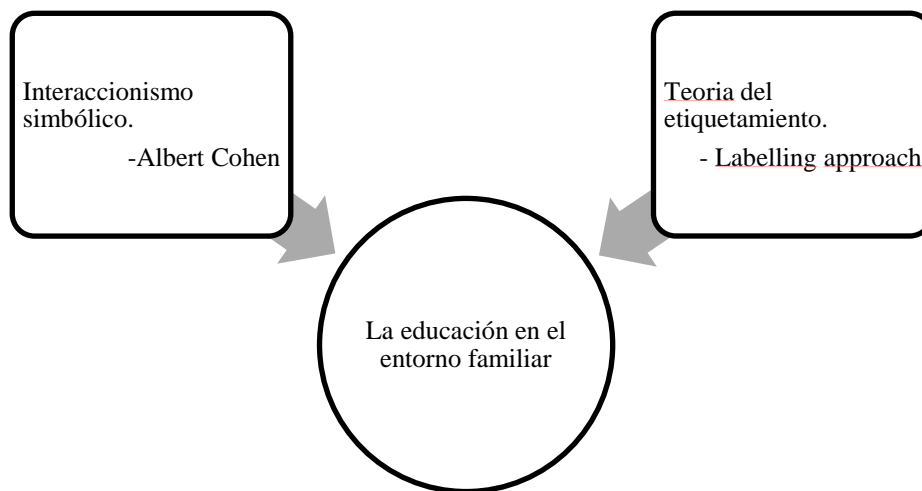 Interaccionismo
simbólico.
-Albert Cohen
Teoria del
etiquetamiento.
- Labelling approach
La educación en el
entorno familiar